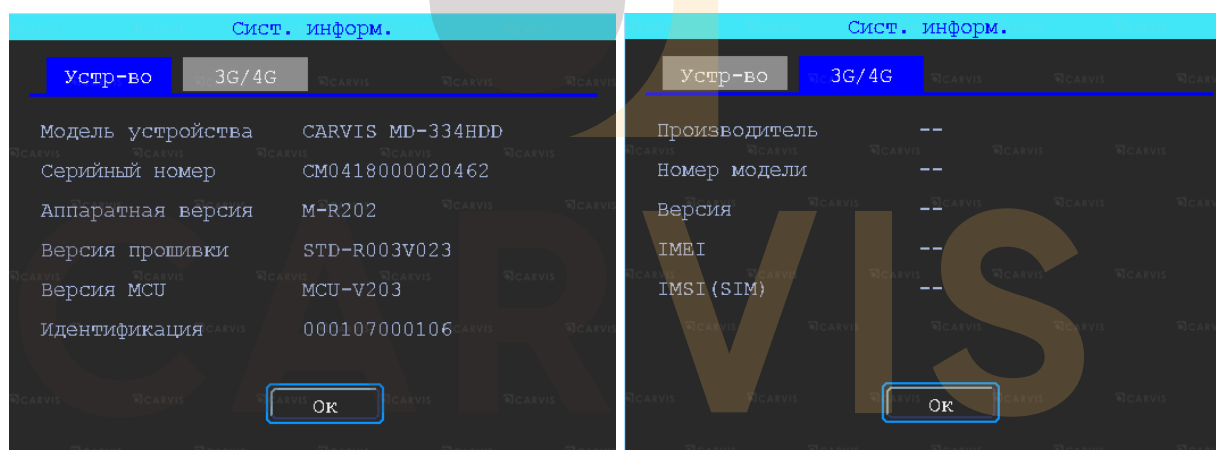 Сист. информ.
Устр-во 3G/4G
Модель устройства CARVIS MD-334HDD
Серийный номер CM0418000020462
Аппаратная версия M-R202
Версия прошивки STD-R003V023
Версия MCU MCU-V203
Идентификация 000107000106
Ок
Сист. информ.
Устр-во 3G/4G
Производитель --
Номер модели --
Версия --
IMEI --
IMSI(SIM) --
Ок
CARVIS